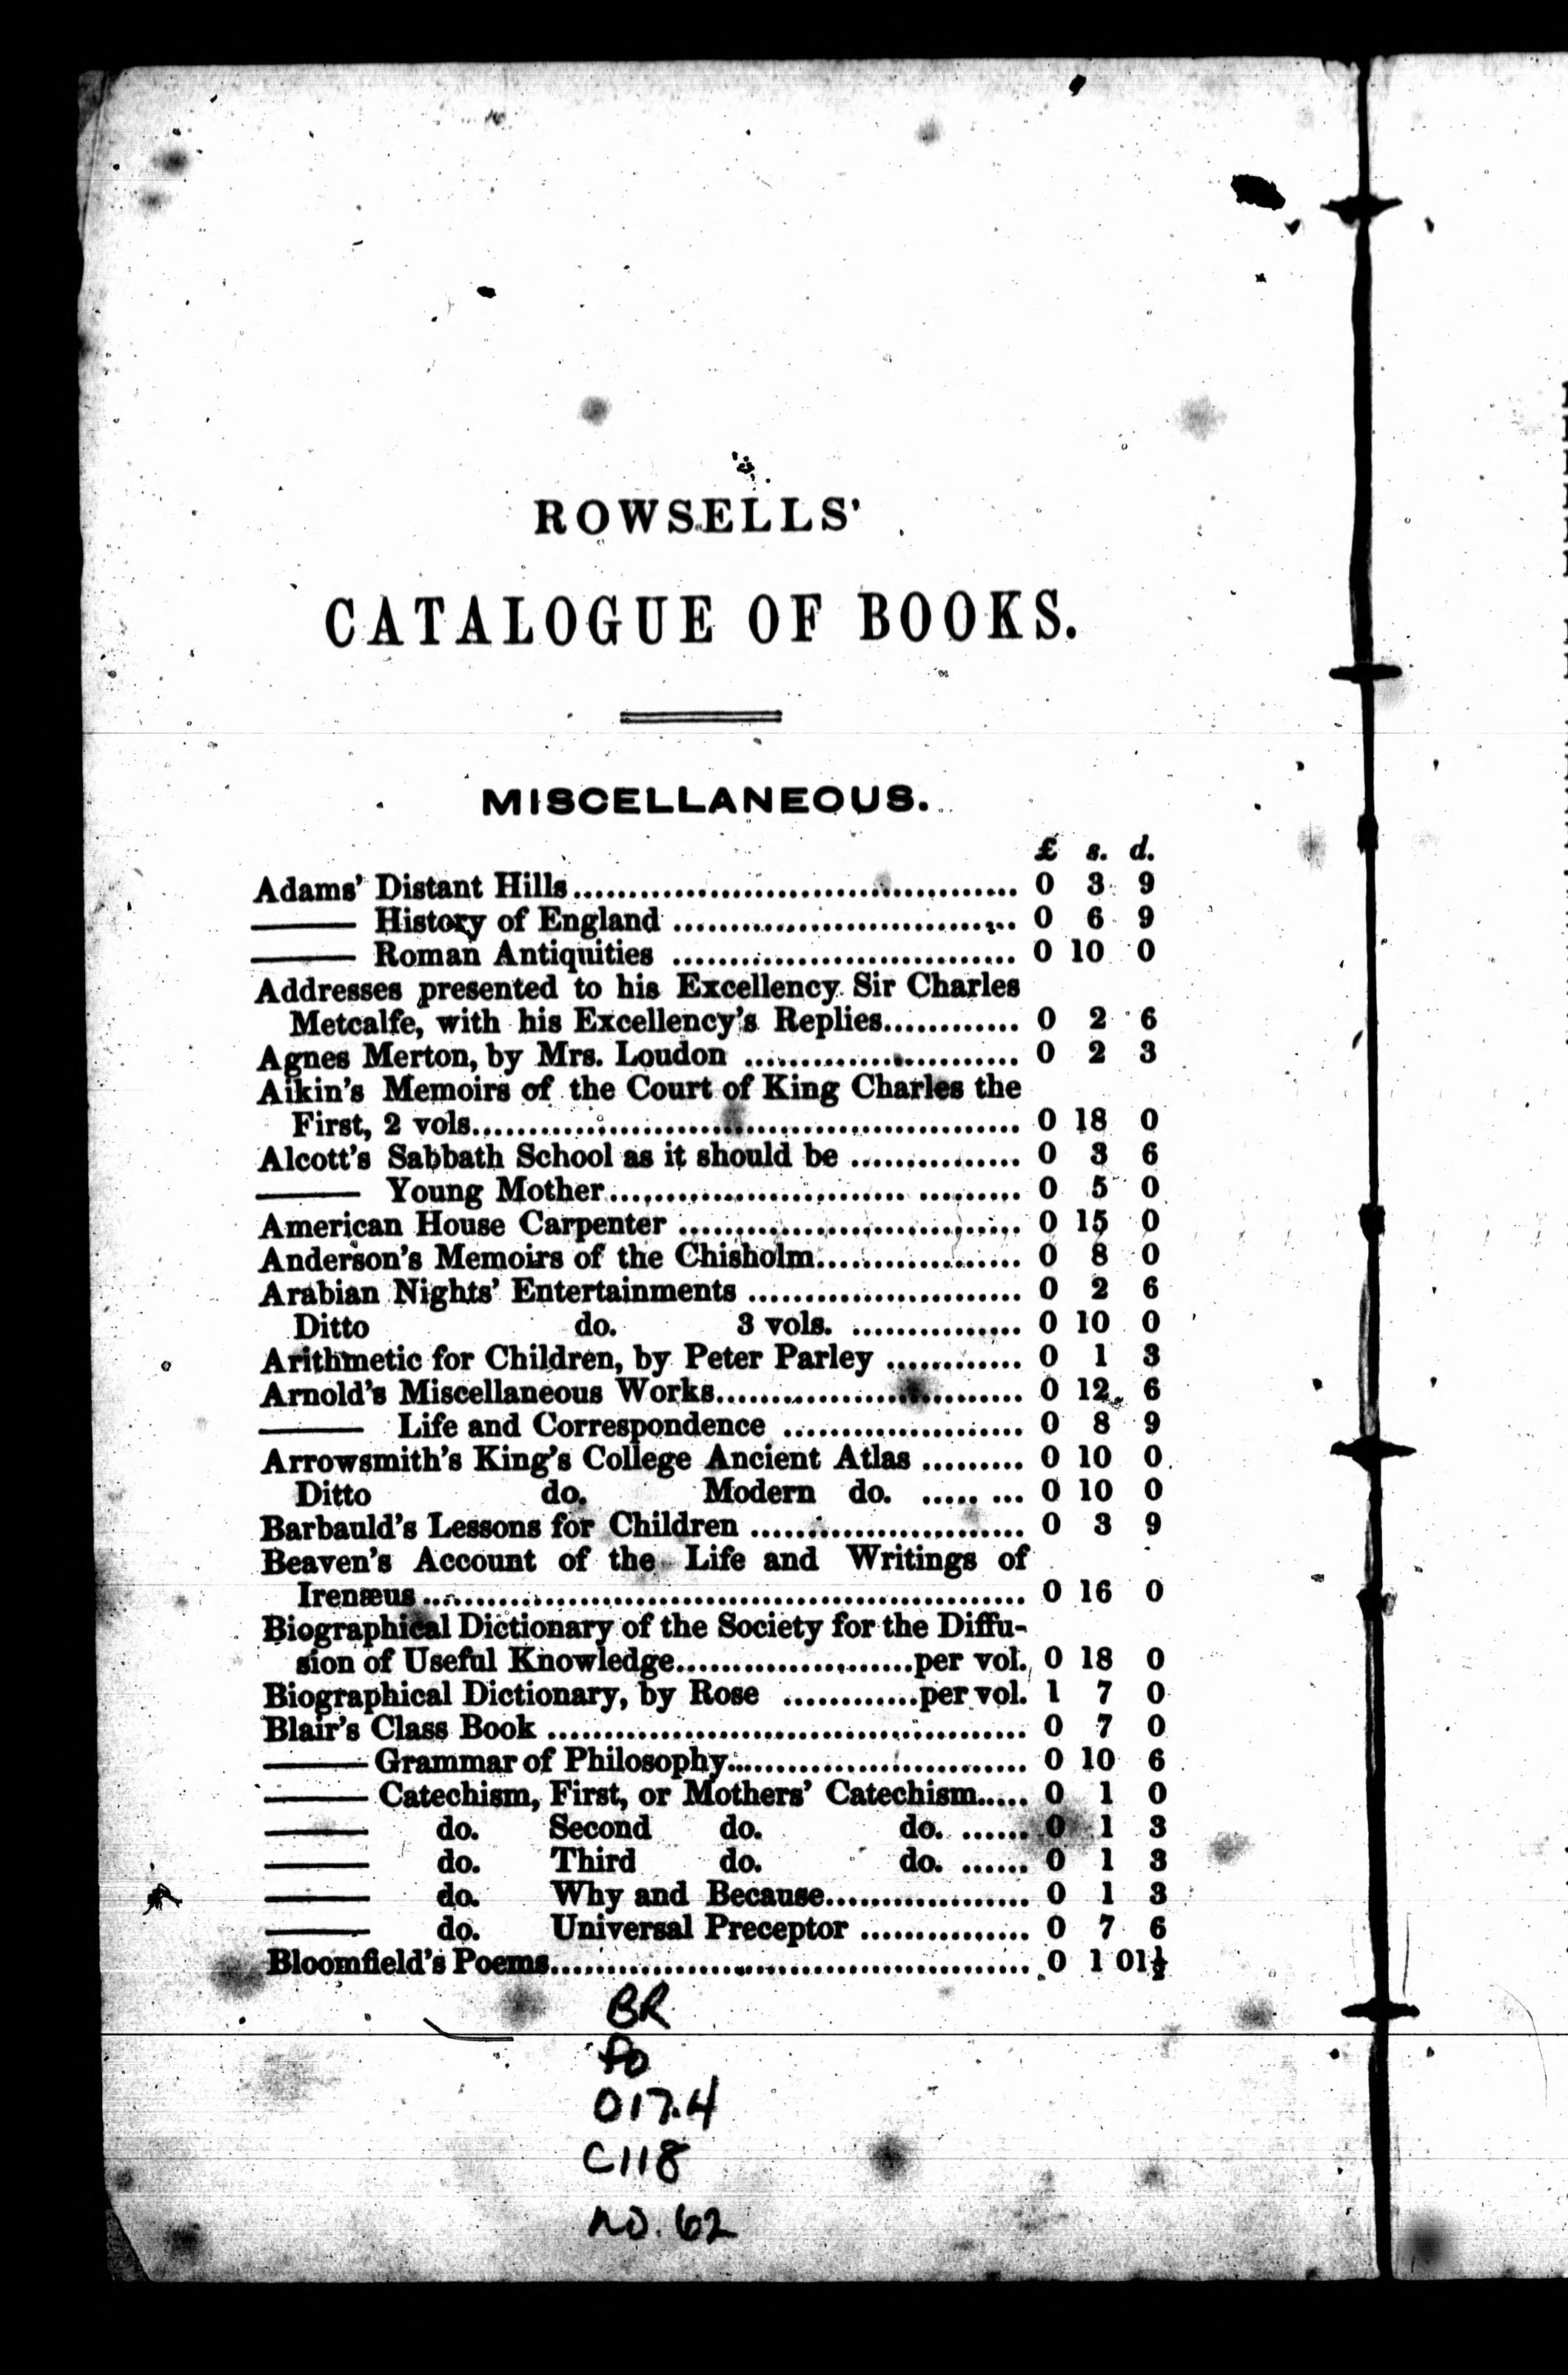 ROWSELLS'
CATALOGUE OF BOOKS.
MISCELLANEOUS.
£ s. d.
Adams' Distant Hills........................................ 0 3 9
——— History of England ............................... 0 6 9
——— Roman Antiquities ............................... 0 10 0
Addresses presented to his Excellency Sir Charles
Metcalfe, with his Excellency's Replies............ 0 2 6
Agnes Merton, by Mrs. Loudon ........................ 0 2 3
Aikin's Memoirs of the Court of King Charles the
First, 2 vols................................................. 0 18 0
Alcott's Sabbath School as it should be ............... 0 3 6
——— Young Mother.................................... 0 5 0
American House Carpenter .............................. 0 15 0
Anderson's Memoirs of the Chisholm.................. 0 8 0
Arabian Nights' Entertainments ........................ 0 2 6
Ditto do. 3 vols. ............... 0 10 0
Arithmetic for Children, by Peter Parley ............ 0 1 3
Arnold's Miscellaneous Works........................... 0 12 6
——— Life and Correspondence ..................... 0 8 9
Arrowsmith's King's College Ancient Atlas ......... 0 10 0
Ditto do. Modern do. ..... ... 0 10 0
Barbauld's Lessons for Children ........................ 0 3 9
Beaven's Account of the Life and Writings of
Irenæus..................................................... 0 16 0
Biographical Dictionary of the Society for the Diffu-
sion of Useful Knowledge.....................per vol. 0 18 0
Biographical Dictionary, by Rose ............per vol. 1 7 0
Blair's Class Book .......................................... 0 7 0
——— Grammar of Philosophy........................... 0 10 6
——— Catechism, First, or Mothers' Catechism..... 0 1 0
——— do. Second do. do. ...... 0 1 3
——— do. Third do. do. ...... 0 1 3
——— do. Why and Because.................. 0 1 3
——— do. Universal Preceptor ............... 0 7 6
Bloomfield's Poems.......................................... 0 1 01½
BR
PO
017.4
C118
no. 62